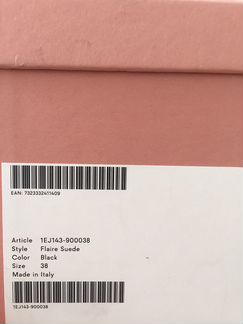 EAN: 7323332411409
Article 1EJ143-900038
Style Flaire Suede
Color Black
Size 38
Made in Italy
1EJ143-900038